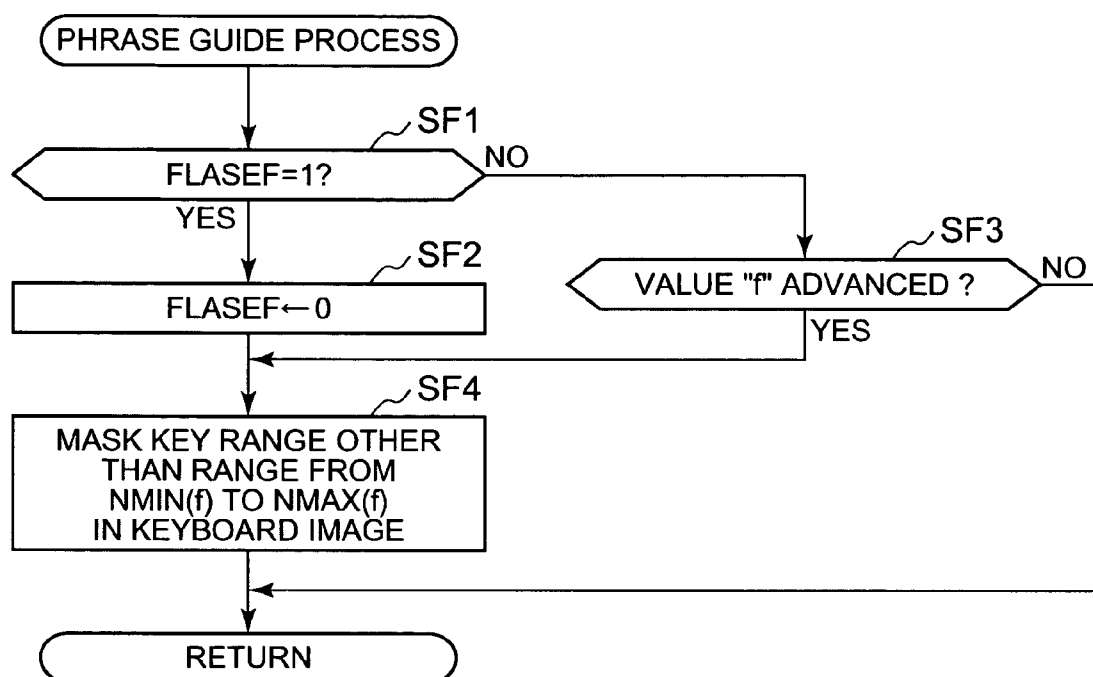 PHRASE GUIDE PROCESS
SF1
FLASEF=1?
NO
YES
SF2
FLASEF←0
SF3
VALUE "f" ADVANCED ?
NO
YES
SF4
MASK KEY RANGE OTHER
THAN RANGE FROM
NMIN(f) TO NMAX(f)
IN KEYBOARD IMAGE
RETURN